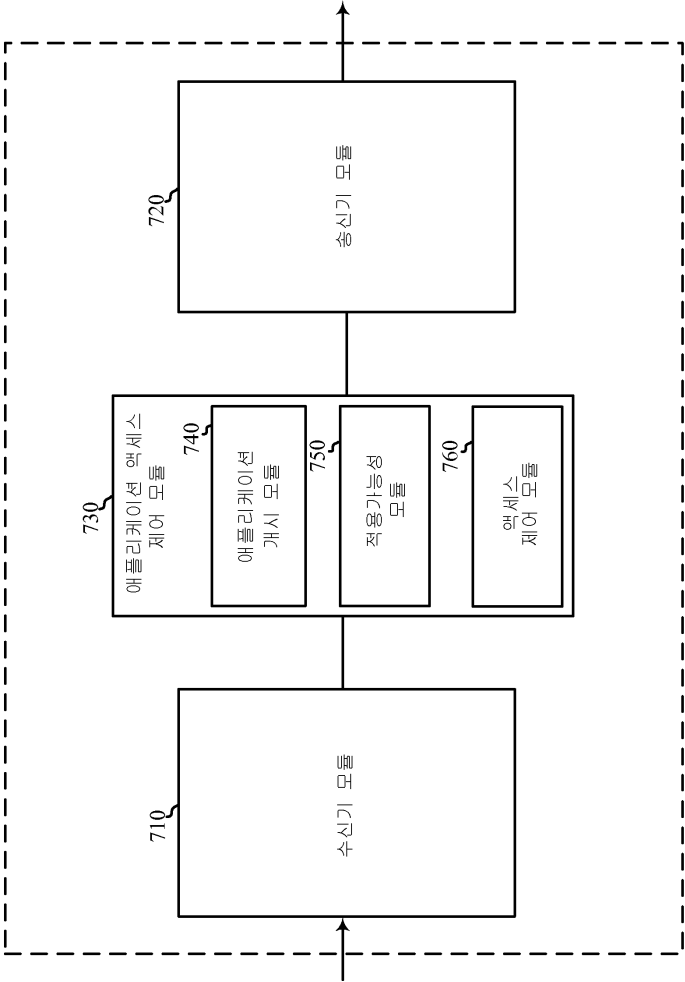 710
수신기 모듈
730
애플리케이션 액세스
제어 모듈
740
애플리케이션
개시 모듈
750
적용가능성
모듈
760
액세스
제어 모듈
720
송신기 모듈